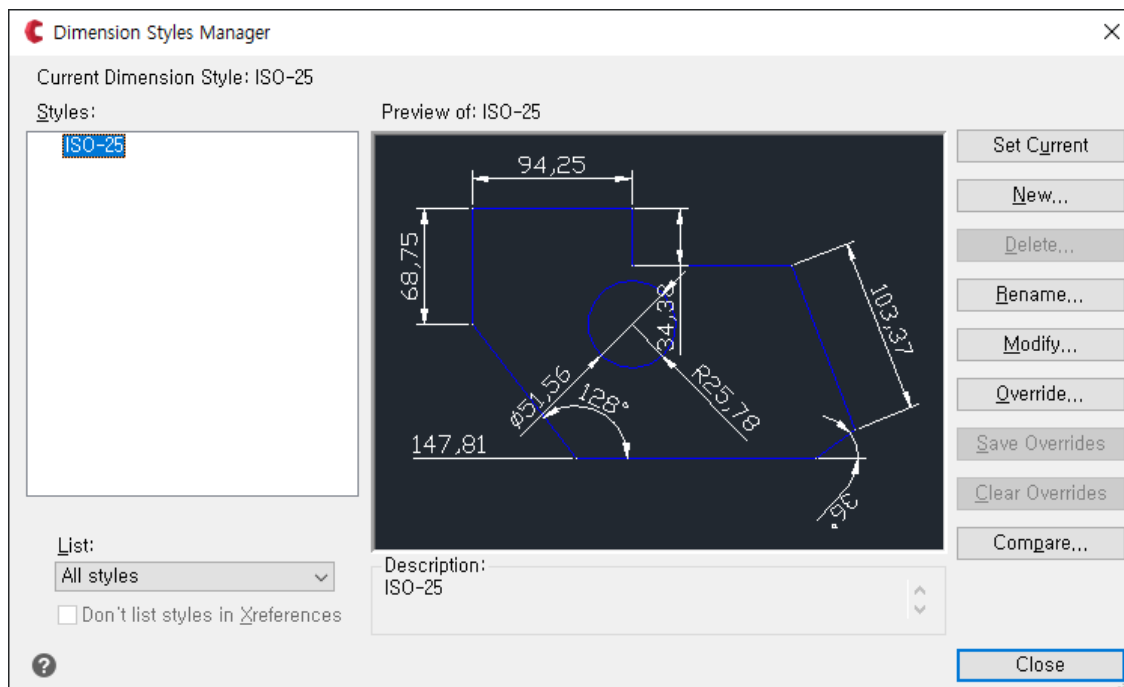 Dimension Styles Manager
Current Dimension Style: ISO-25
Styles:
ISO-25
Preview of: ISO-25
94,25
68,75
34,38
103,37
ϕ51,56
128°
R25,78
147,81
36°
Set Current
New...
Delete...
Rename...
Modify...
Override...
Save Overrides
Clear Overrides
Compare...
List:
All styles
Don't list styles in Xreferences
Description:
ISO-25
?
Close